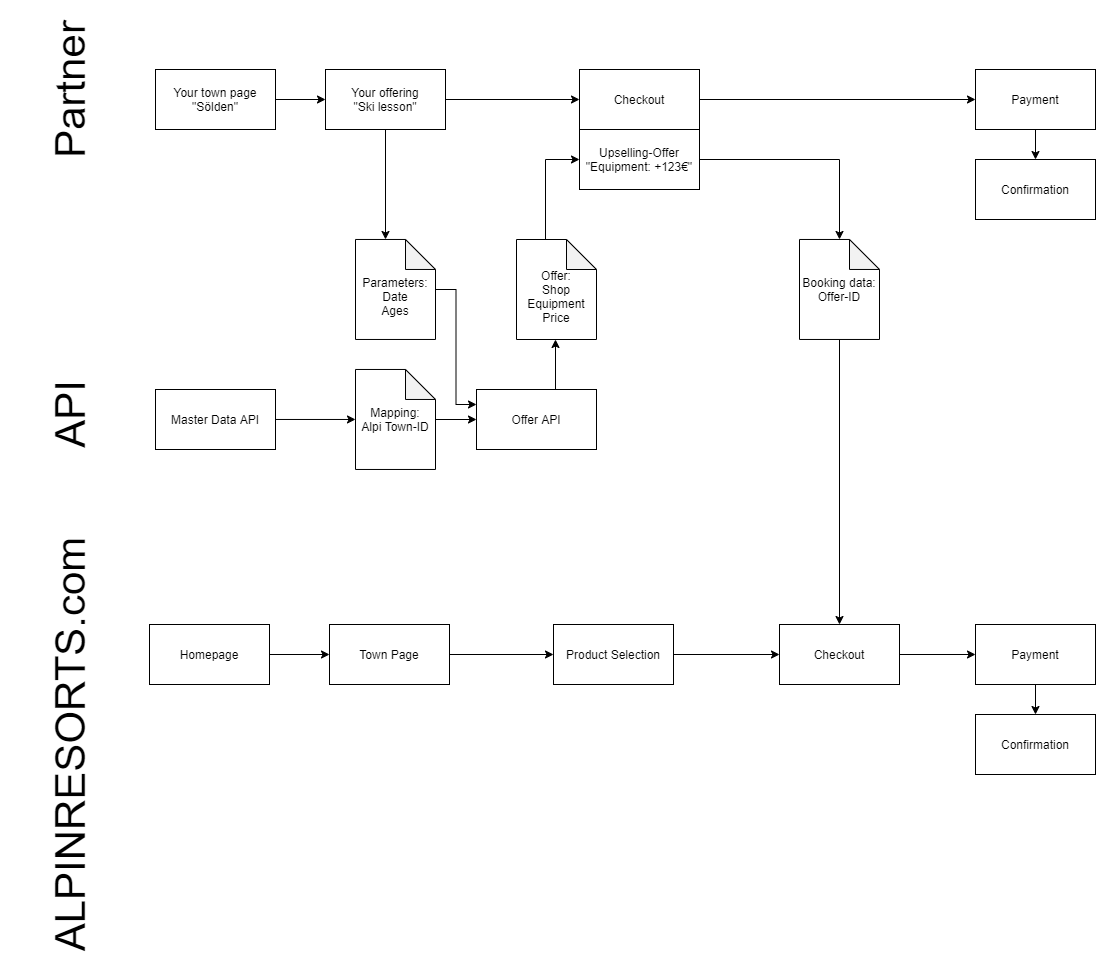 Partner
Your town page
"Sölden"
Your offering
"Ski lesson"
Checkout
Payment
Upselling-Offer
"Equipment: +123€"
Confirmation
Parameters:
Date
Ages
Offer:
Shop
Equipment
Price
Booking data:
Offer-ID
API
Master Data API
Mapping:
Alpi Town-ID
Offer API
ALPINRESORTS.com
Homepage
Town Page
Product Selection
Checkout
Payment
Confirmation